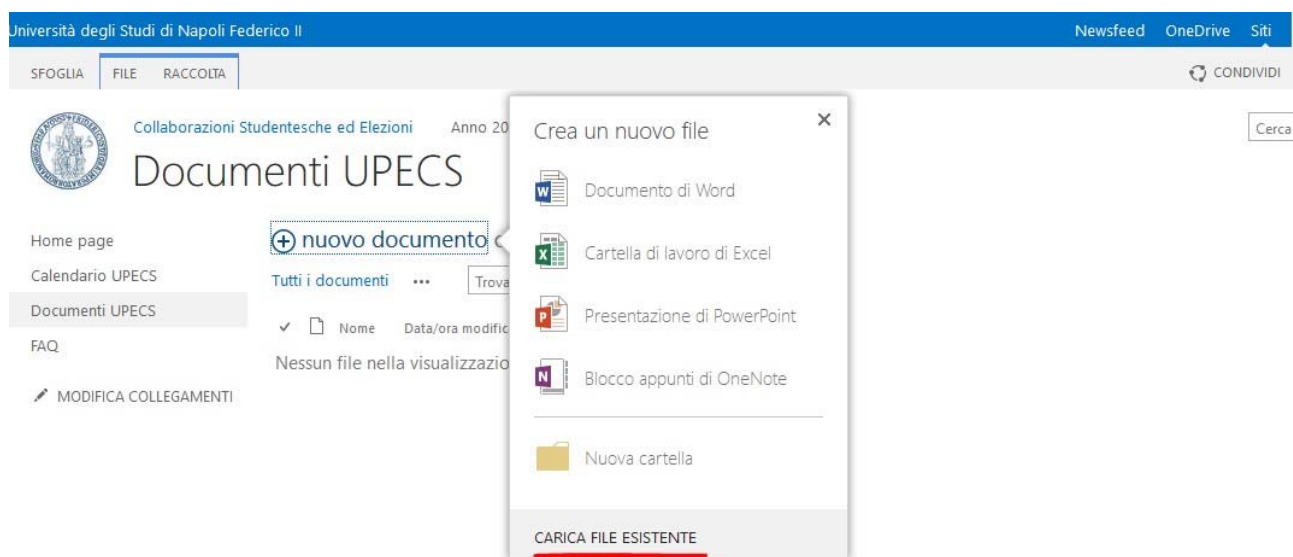 Università degli Studi di Napoli Federico II
Newsfeed OneDrive Siti
SFOGLIA FILE RACCOLTA
CONDIVIDI
Collaborazioni Studentesche ed Elezioni Anno 20
Documenti UPECS
Cerca
Home page
Calendario UPECS
Documenti UPECS
FAQ
MODIFICA COLLEGAMENTI
nuovo documento
Tutti i documenti ••• Trova
Nome Data/ora modific
Nessun file nella visualizzazio
Crea un nuovo file
Documento di Word
Cartella di lavoro di Excel
Presentazione di PowerPoint
Blocco appunti di OneNote
Nuova cartella
CARICA FILE ESISTENTE